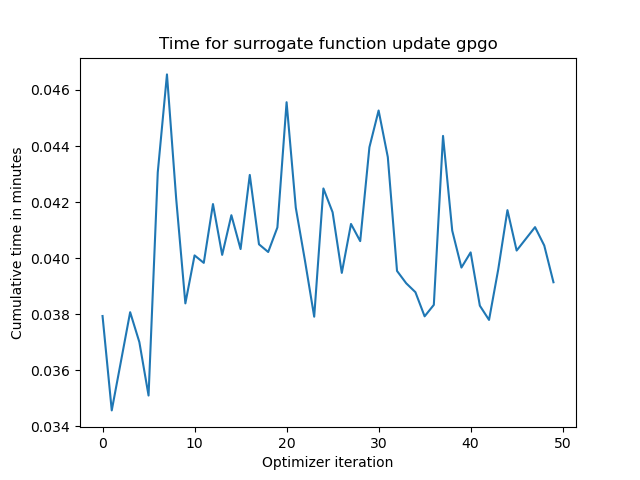 Time for surrogate function update gpgo
Cumulative time in minutes
0.046
0.044
0.042
0.040
0.038
0.036
0.034
0 10 20 30 40 50
Optimizer iteration